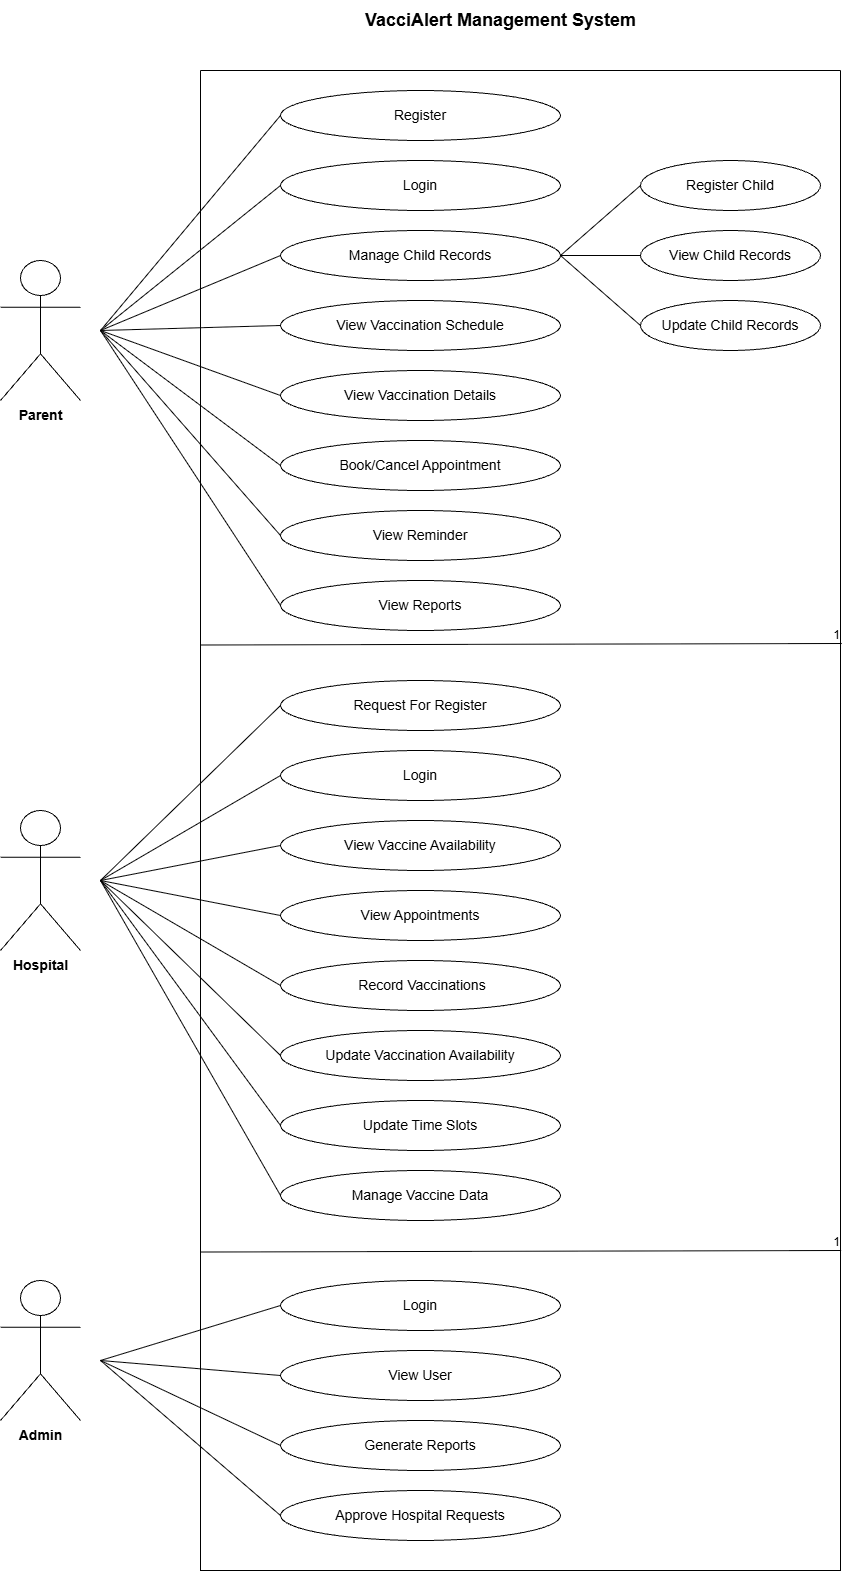 VacciAlert Management System
Register
Login
Register Child
Manage Child Records
View Child Records
View Vaccination Schedule
Update Child Records
View Vaccination Details
Parent
Book/Cancel Appointment
View Reminder
View Reports
1
Request For Register
Login
View Vaccine Availability
View Appointments
Hospital
Record Vaccinations
Update Vaccination Availability
Update Time Slots
Manage Vaccine Data
1
Login
View User
Admin
Generate Reports
Approve Hospital Requests